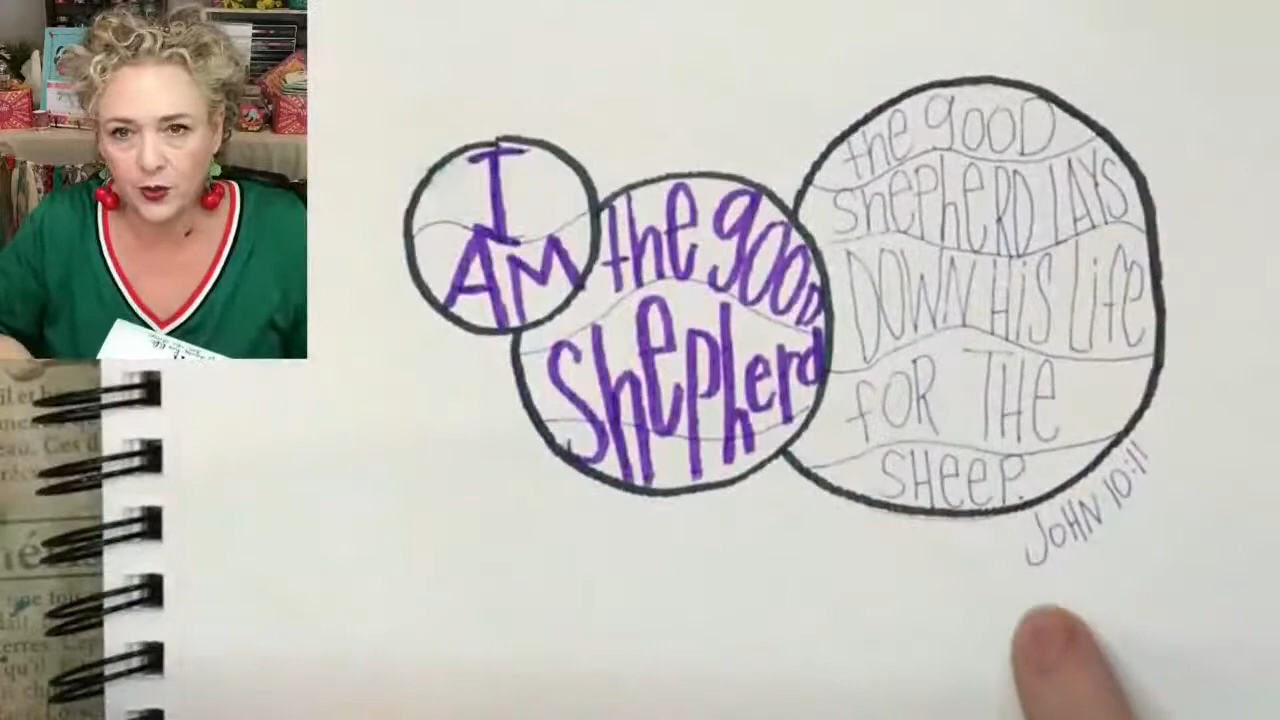 I
AM
the good
shepherd
the good
shepherd lays
down his life
for the
sheep.
John 10:11